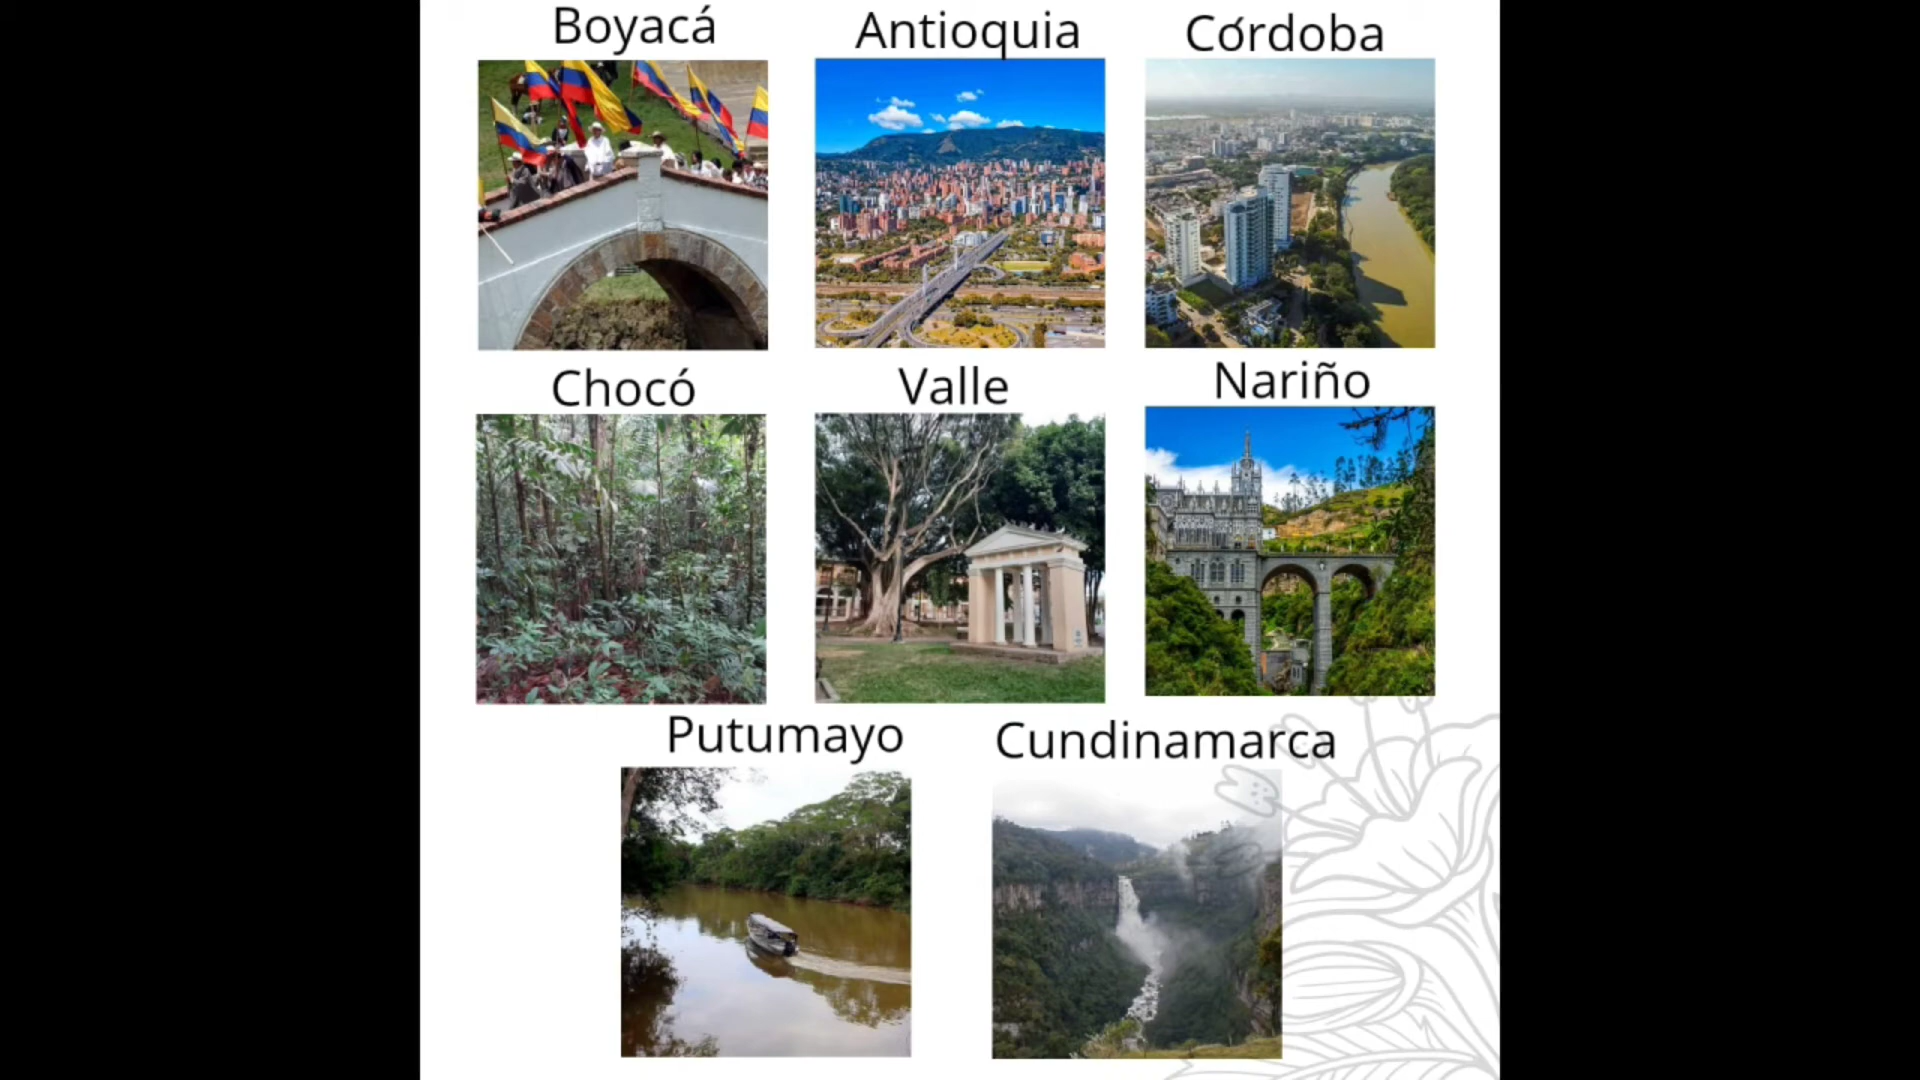 Boyacá
Antioquia
Córdoba
Chocó
Valle
Nariño
Putumayo
Cundinamarca